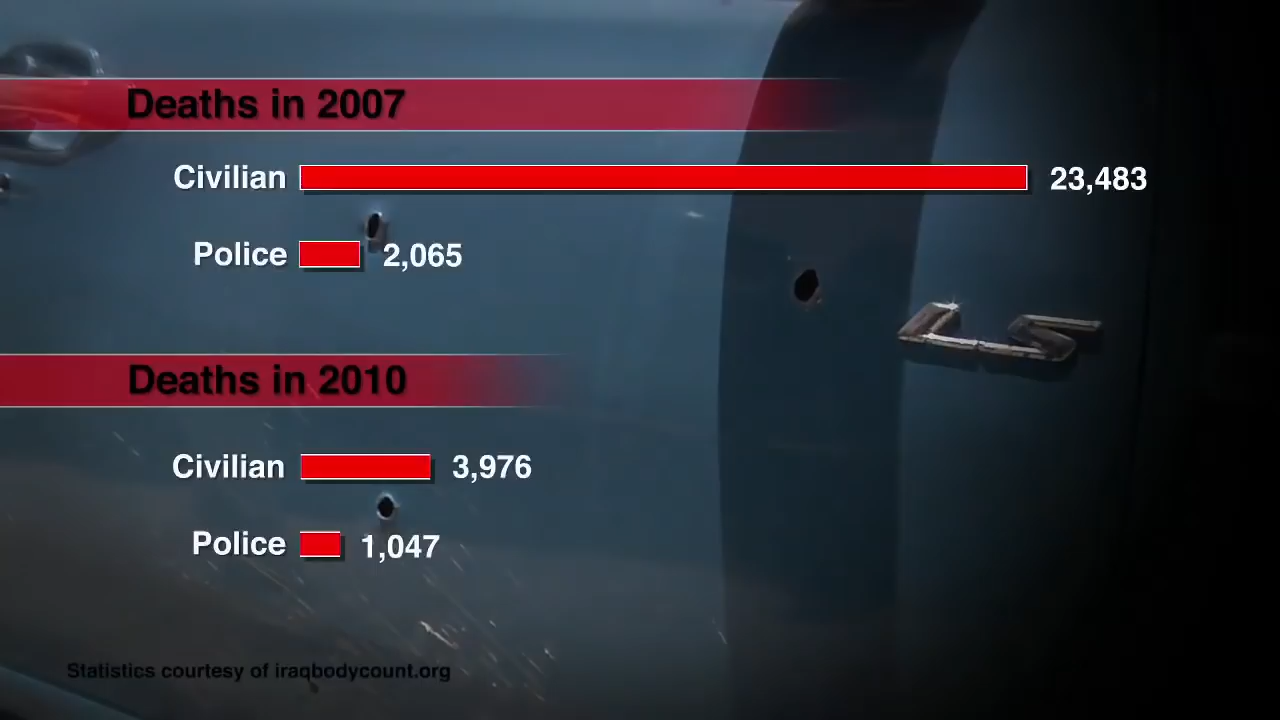 Deaths in 2007
Civilian 23,483
Police 2,065
Deaths in 2010
Civilian 3,976
Police 1,047
Statistics courtesy of iraqbodycount.org